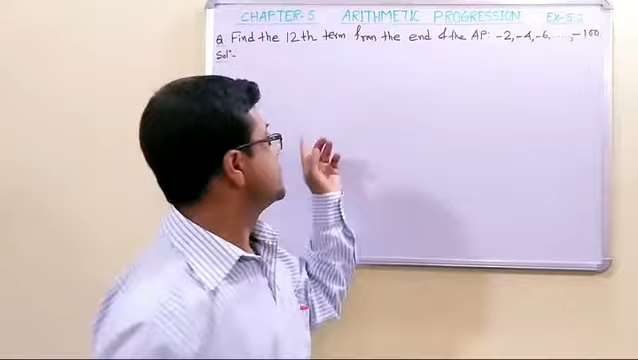 CHAPTER-5 ARITHMETIC PROGRESSION EX-5.2
Q. Find the 12th term from the end of the AP: -2,-4,-6,....,-100.
Soln:-